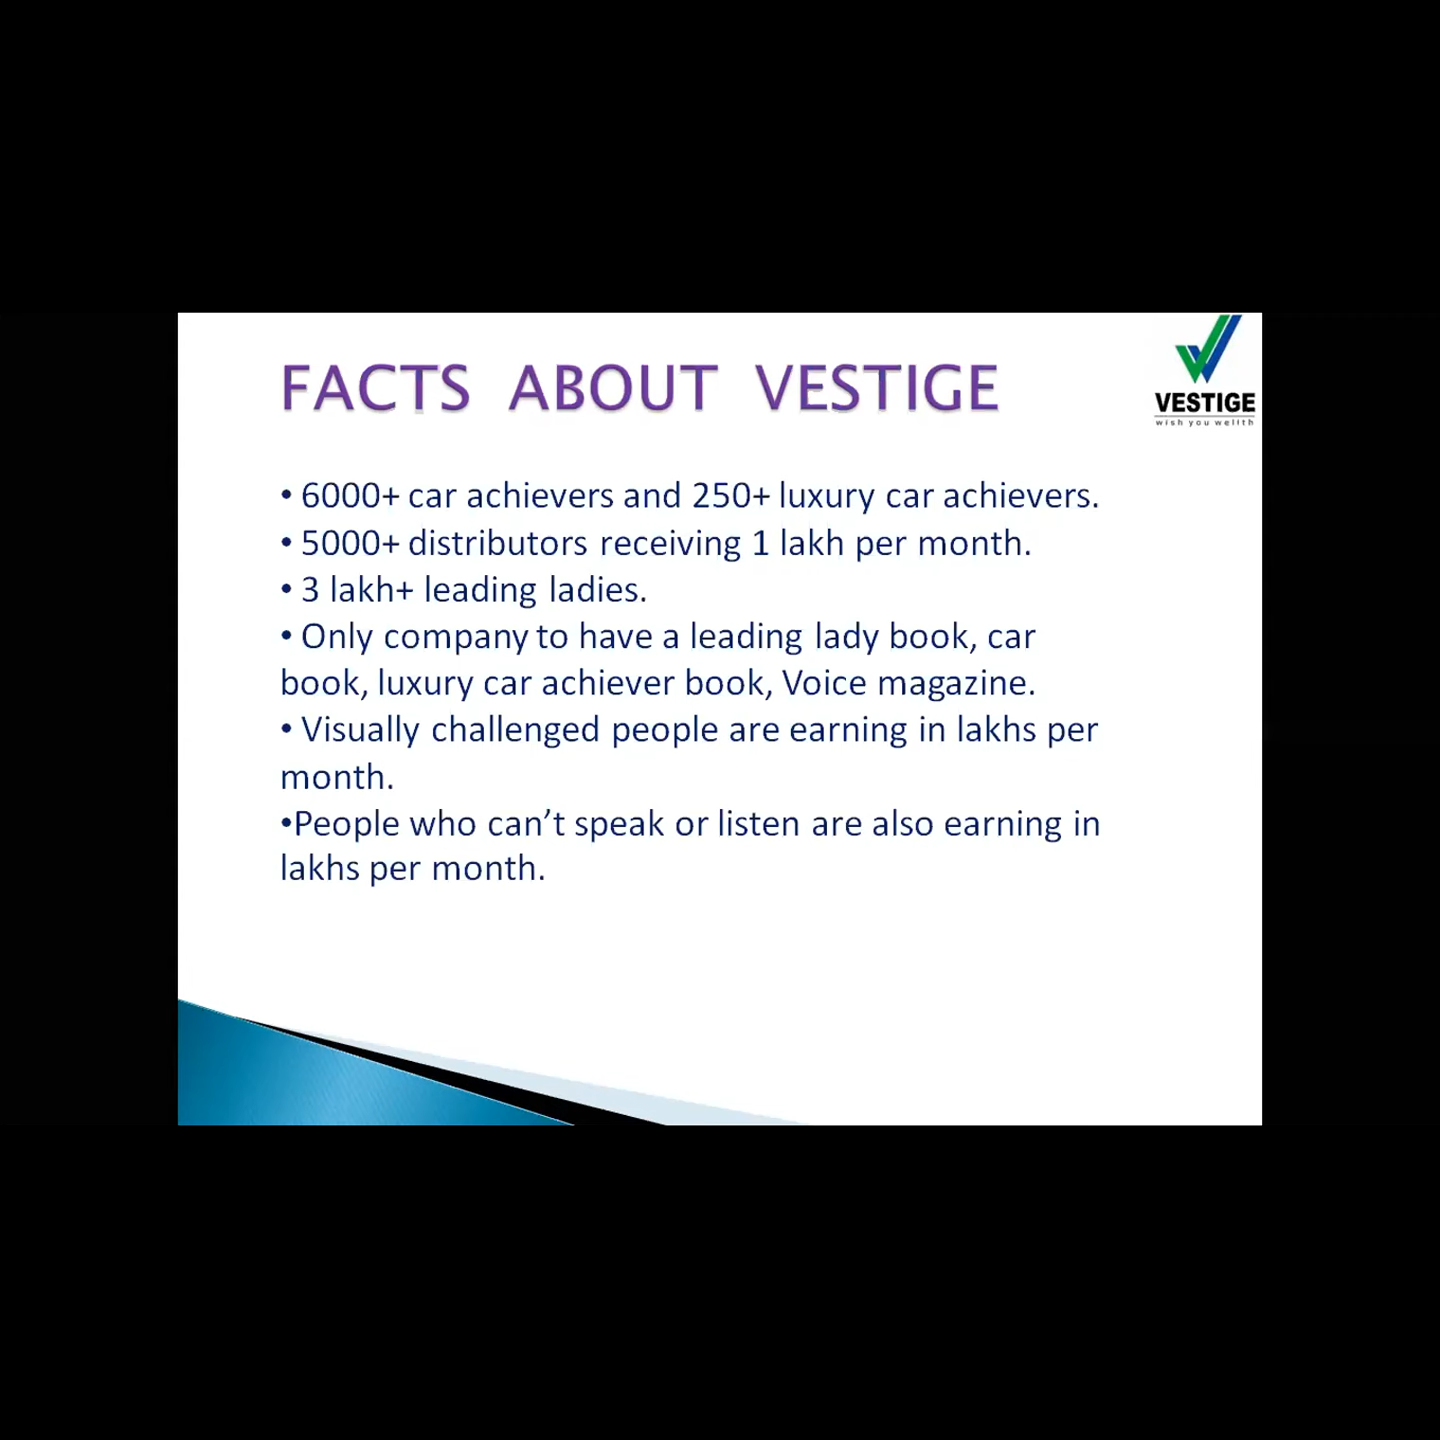 FACTS ABOUT VESTIGE
VESTIGE
wish you wellth
• 6000+ car achievers and 250+ luxury car achievers.
• 5000+ distributors receiving 1 lakh per month.
• 3 lakh+ leading ladies.
• Only company to have a leading lady book, car
book, luxury car achiever book, Voice magazine.
• Visually challenged people are earning in lakhs per
month.
•People who can’t speak or listen are also earning in
lakhs per month.